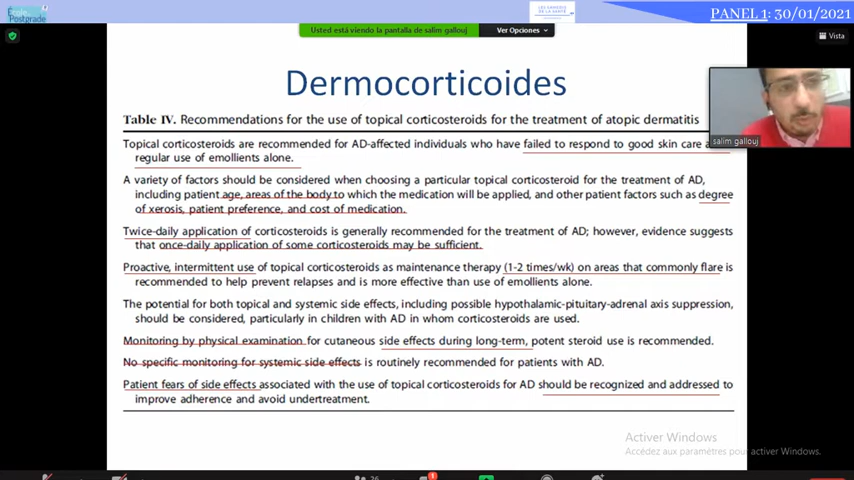 École
Postgrade
LES CAMPUS
DE LA SANTÉ
PANEL 1: 30/01/2021
Usted está viendo la pantalla de salim gallouj
Ver Opciones
Vista
Dermocorticoides
Table IV. Recommendations for the use of topical corticosteroids for the treatment of atopic dermatitis
salim gallouj
Topical corticosteroids are recommended for AD-affected individuals who have failed to respond to good skin care a
regular use of emollients alone.
A variety of factors should be considered when choosing a particular topical corticosteroid for the treatment of AD,
including patient age, areas of the body to which the medication will be applied, and other patient factors such as degree
of xerosis, patient preference, and cost of medication.
Twice-daily application of corticosteroids is generally recommended for the treatment of AD; however, evidence suggests
that once-daily application of some corticosteroids may be sufficient.
Proactive, intermittent use of topical corticosteroids as maintenance therapy (1-2 times/wk) on areas that commonly flare is
recommended to help prevent relapses and is more effective than use of emollients alone.
The potential for both topical and systemic side effects, including possible hypothalamic-pituitary-adrenal axis suppression,
should be considered, particularly in children with AD in whom corticosteroids are used.
Monitoring by physical examination for cutaneous side effects during long-term, potent steroid use is recommended.
No specific monitoring for systemic side effects is routinely recommended for patients with AD.
Patient fears of side effects associated with the use of topical corticosteroids for AD should be recognized and addressed to
improve adherence and avoid undertreatment.
Activer Windows
Accédez aux paramètres pour activer Windows.
26
1